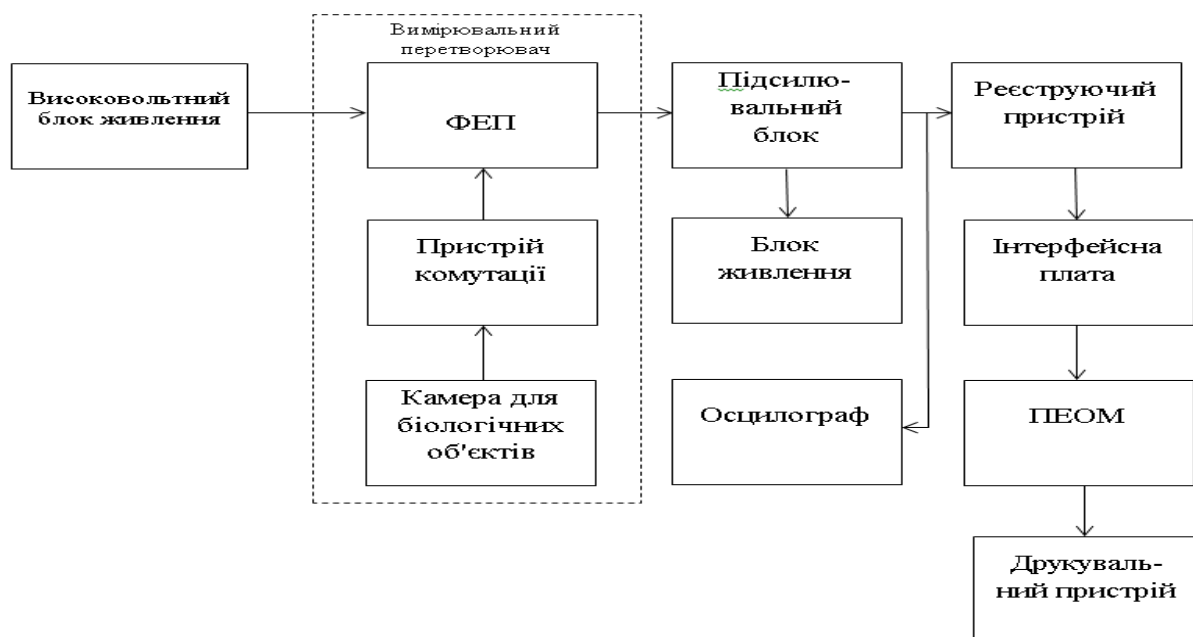 Вимірювальний
перетворювач
Високовольтний
блок живлення
ФЕП
Підсилю-
вальний
блок
Реєструючий
пристрій
Пристрій
комутації
Блок
живлення
Інтерфейсна
плата
Камера для
біологічних
об'єктів
Осцилограф
ПЕОМ
Друкуваль-
ний пристрій